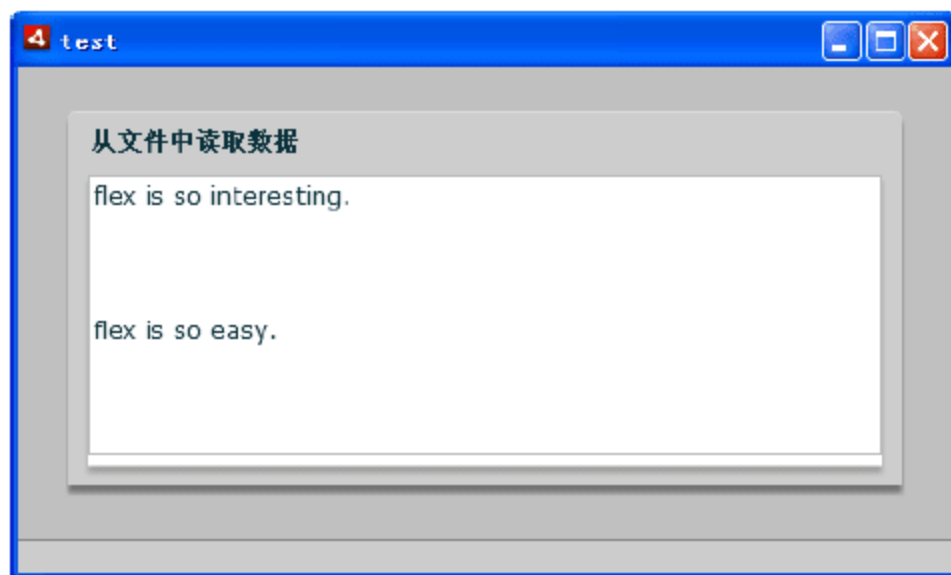 test
从文件中读取数据
flex is so interesting.
flex is so easy.